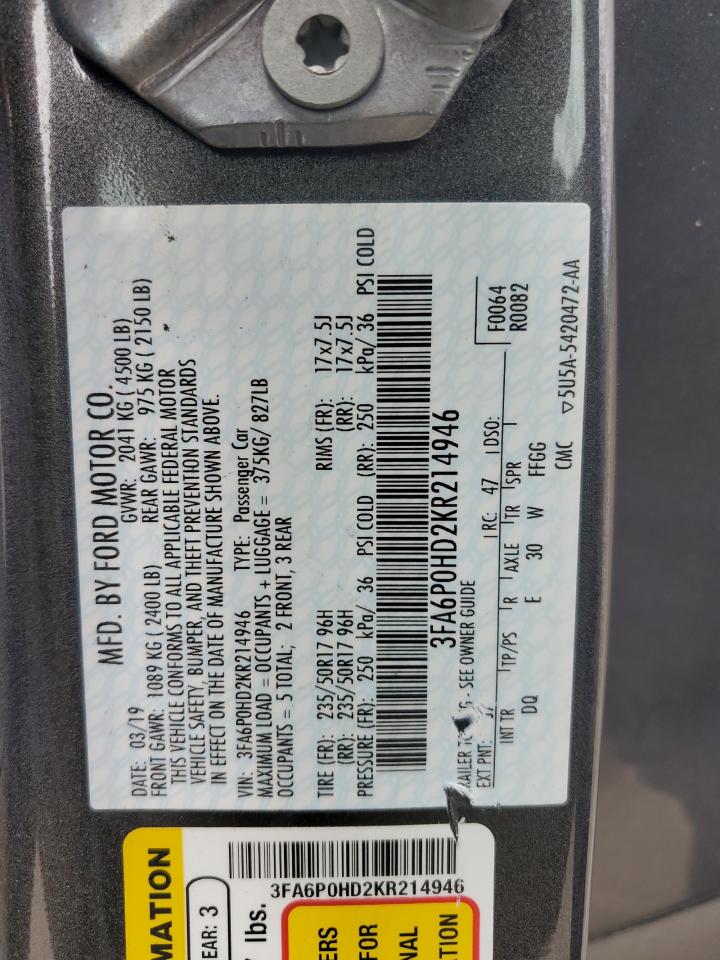 MFD. BY FORD MOTOR CO.
DATE: 03/19 GVWR: 2041 KG ( 4500 LB)
FRONT GAWR: 1089 KG ( 2400 LB) REAR GAWR: 975 KG ( 2150 LB)
THIS VEHICLE CONFORMS TO ALL APPLICABLE FEDERAL MOTOR
VEHICLE SAFETY, BUMPER, AND THEFT PREVENTION STANDARDS
IN EFFECT ON THE DATE OF MANUFACTURE SHOWN ABOVE.
VIN: 3FA6P0HD2KR214946 TYPE: Passenger Car
MAXIMUM LOAD = OCCUPANTS + LUGGAGE = 375KG/ 827LB
OCCUPANTS = 5 TOTAL; 2 FRONT, 3 REAR
TIRE (FR): 235/50R17 96H RIMS (FR): 17x7.5J
(RR): 235/50R17 96H (RR): 17x7.5J
PRESSURE (FR): 250 kPa/ 36 PSI COLD (RR): 250 kPa/ 36 PSI COLD
3FA6P0HD2KR214946
SEE OWNER GUIDE
EXT PNT: RC: 47 DSO: F0064
R0082
INT TR TP/PS R AXLE TR SPR
DQ E 30 W FFGG
CMC 5U5A-5420472-AA
MATION
EAR: 3
lbs.
3FA6P0HD2KR214946
ERS
FOR
NAL
TION